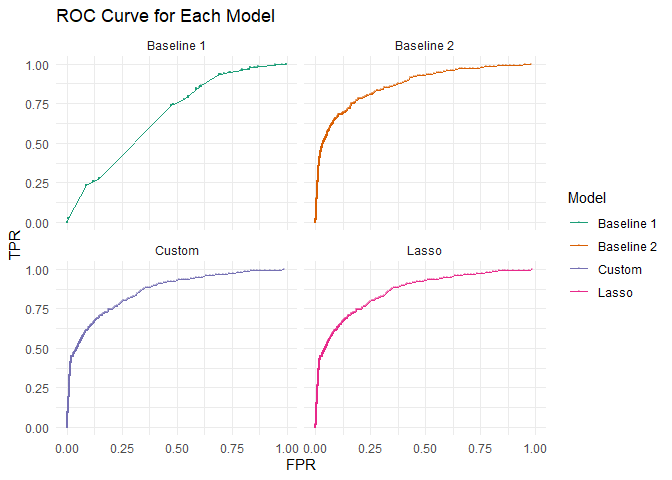 ROC Curve for Each Model
Baseline 1
Baseline 2
1.00
0.75
0.50
0.25
0.00
Custom
Lasso
1.00
0.75
0.50
0.25
0.00
0.00 0.25 0.50 0.75 1.00 0.00 0.25 0.50 0.75 1.00
FPR
TPR
Model
Baseline 1
Baseline 2
Custom
Lasso